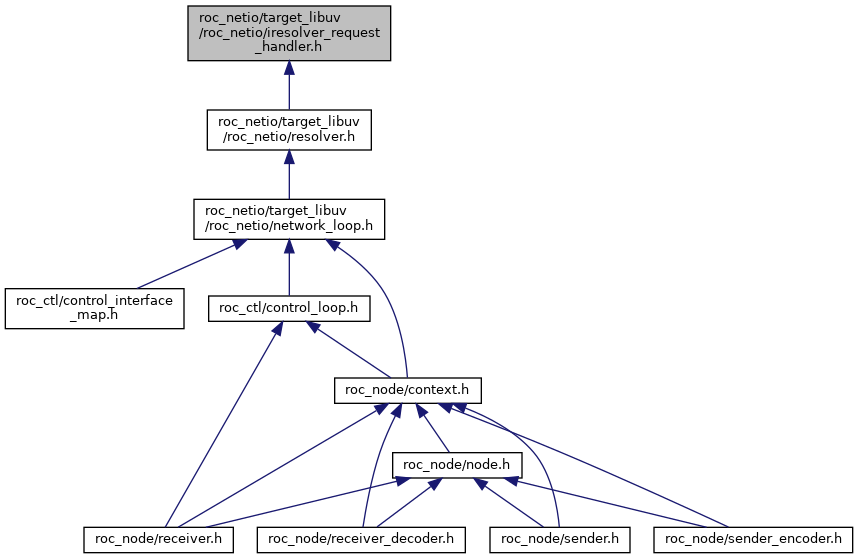 roc_netio/target_libuv
/roc_netio/iresolver_request
_handler.h
roc_netio/target_libuv
/roc_netio/resolver.h
roc_netio/target_libuv
/roc_netio/network_loop.h
roc_ctl/control_interface
_map.h
roc_ctl/control_loop.h
roc_node/context.h
roc_node/node.h
roc_node/receiver.h
roc_node/receiver_decoder.h
roc_node/sender.h
roc_node/sender_encoder.h